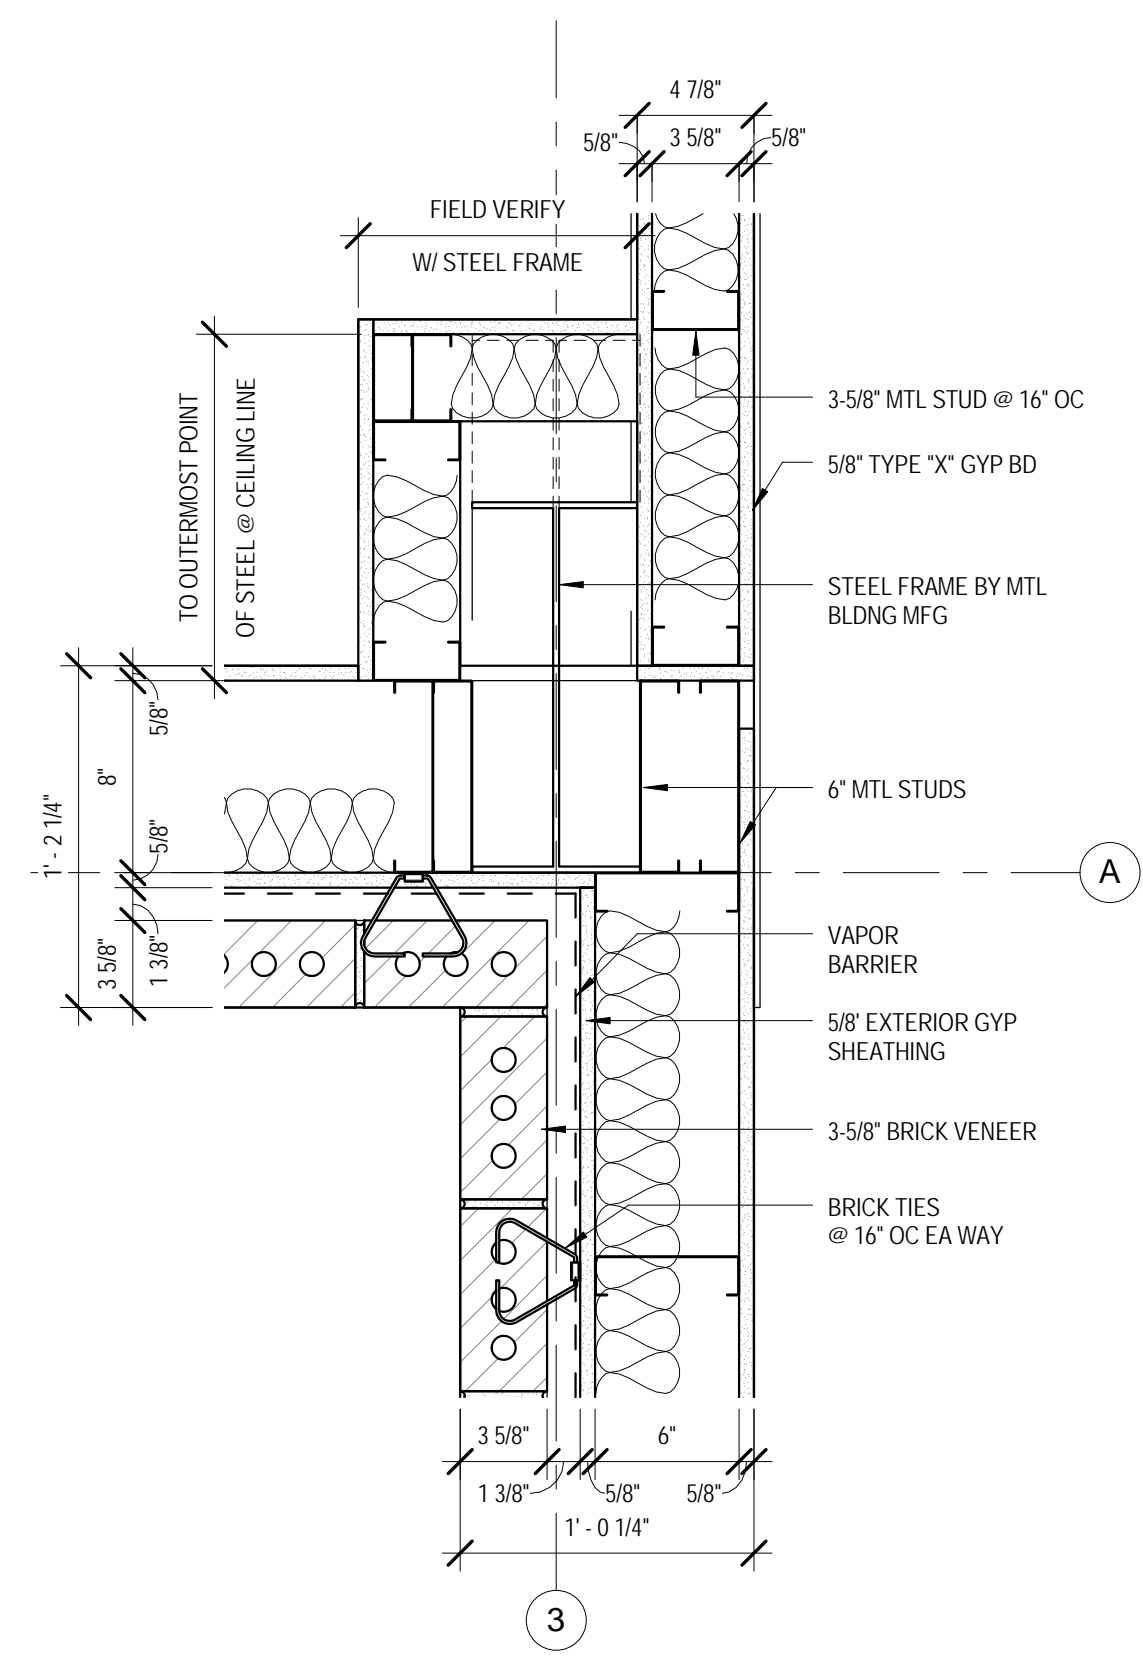 4 7/8"
5/8"
3 5/8"
5/8"
FIELD VERIFY
W/ STEEL FRAME
TO OUTERMOST POINT
OF STEEL @ CEILING LINE
3-5/8" MTL STUD @ 16" OC
5/8" TYPE "X" GYP BD
STEEL FRAME BY MTL
BLDNG MFG
5/8"
8"
6" MTL STUDS
1' - 2 1/4"
5/8"
A
3 5/8"
1 3/8"
VAPOR
BARRIER
5/8' EXTERIOR GYP
SHEATHING
3-5/8" BRICK VENEER
BRICK TIES
@ 16" OC EA WAY
3 5/8"
6"
1 3/8"
5/8"
5/8"
1' - 0 1/4"
3